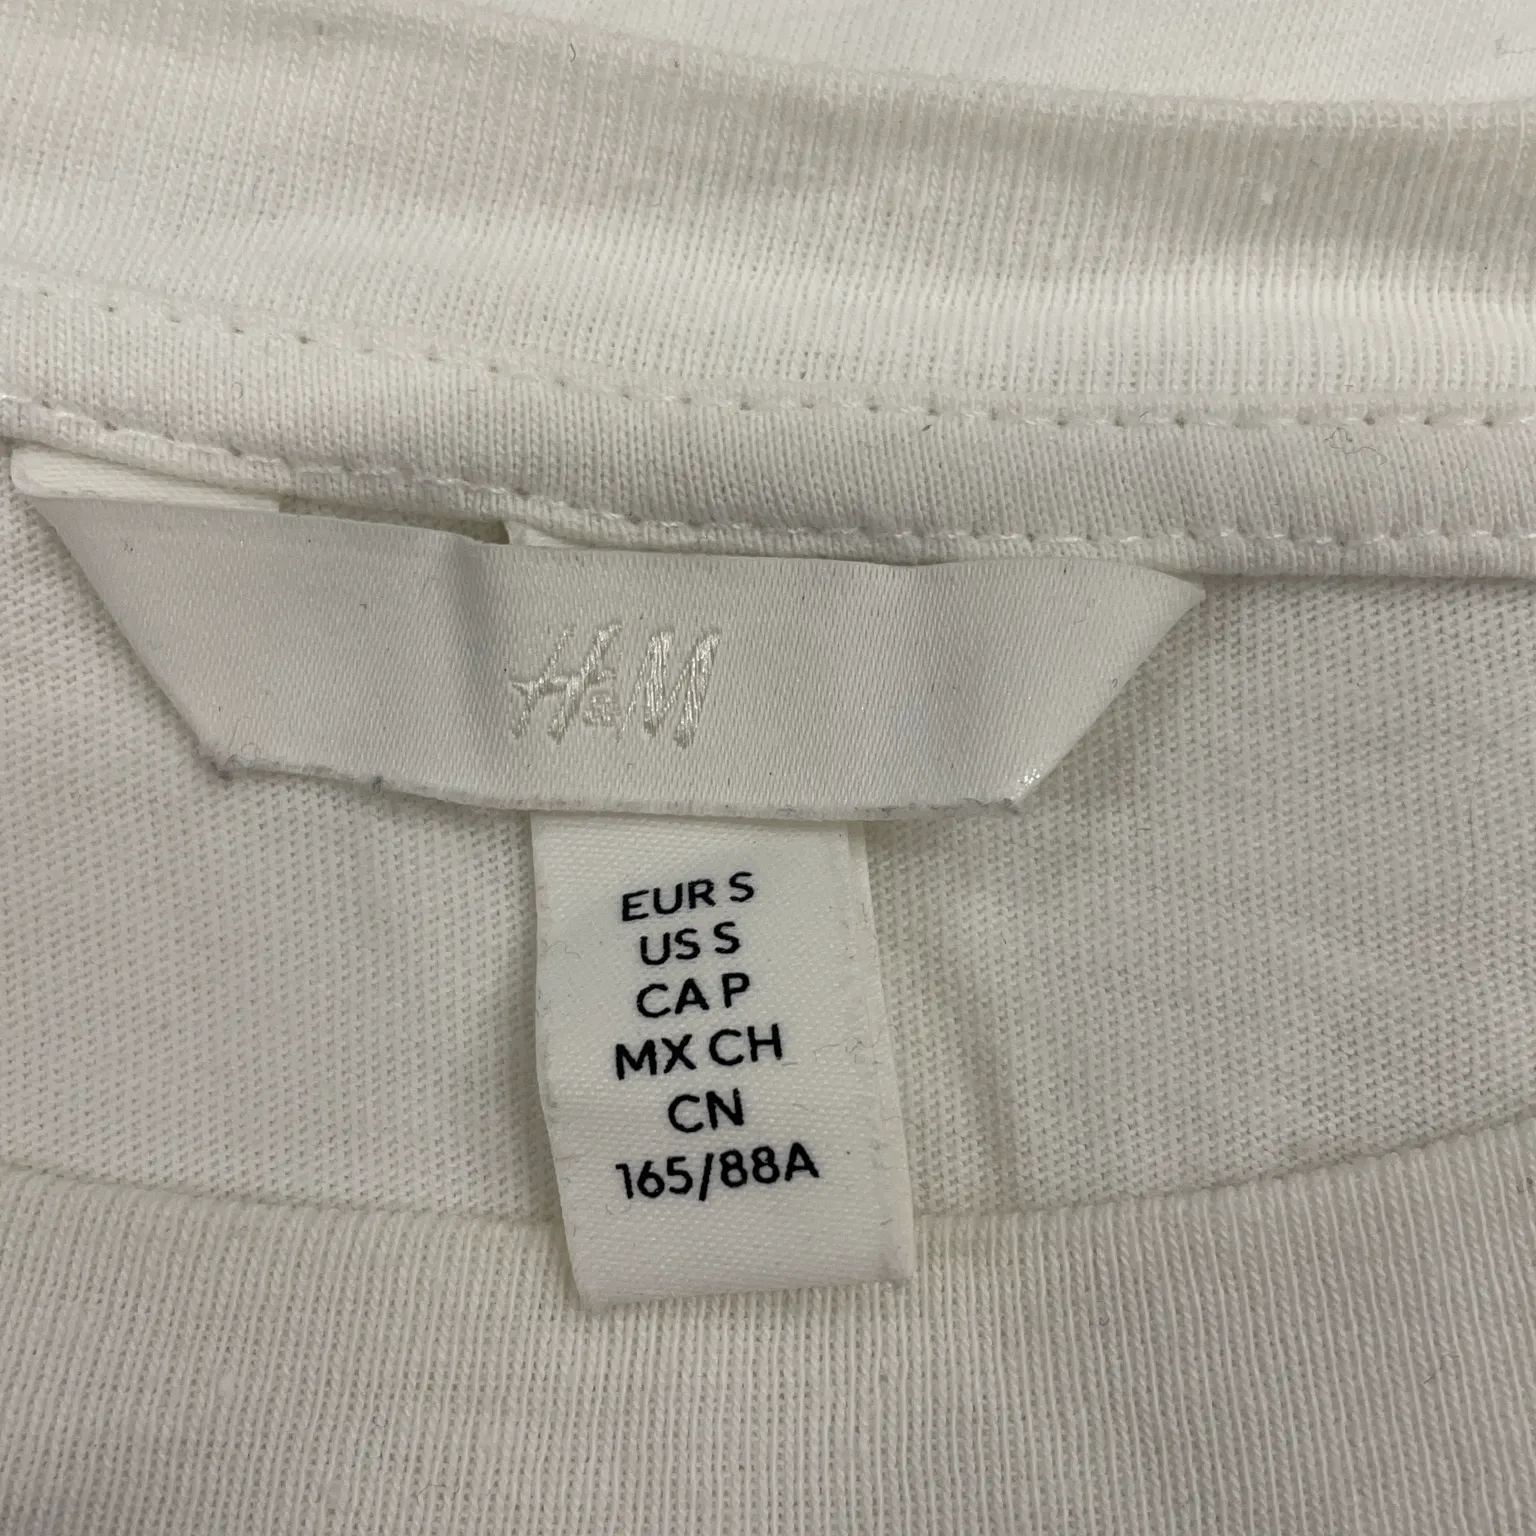 H&M
EUR S
US S
CA P
MX CH
CN
165/88A